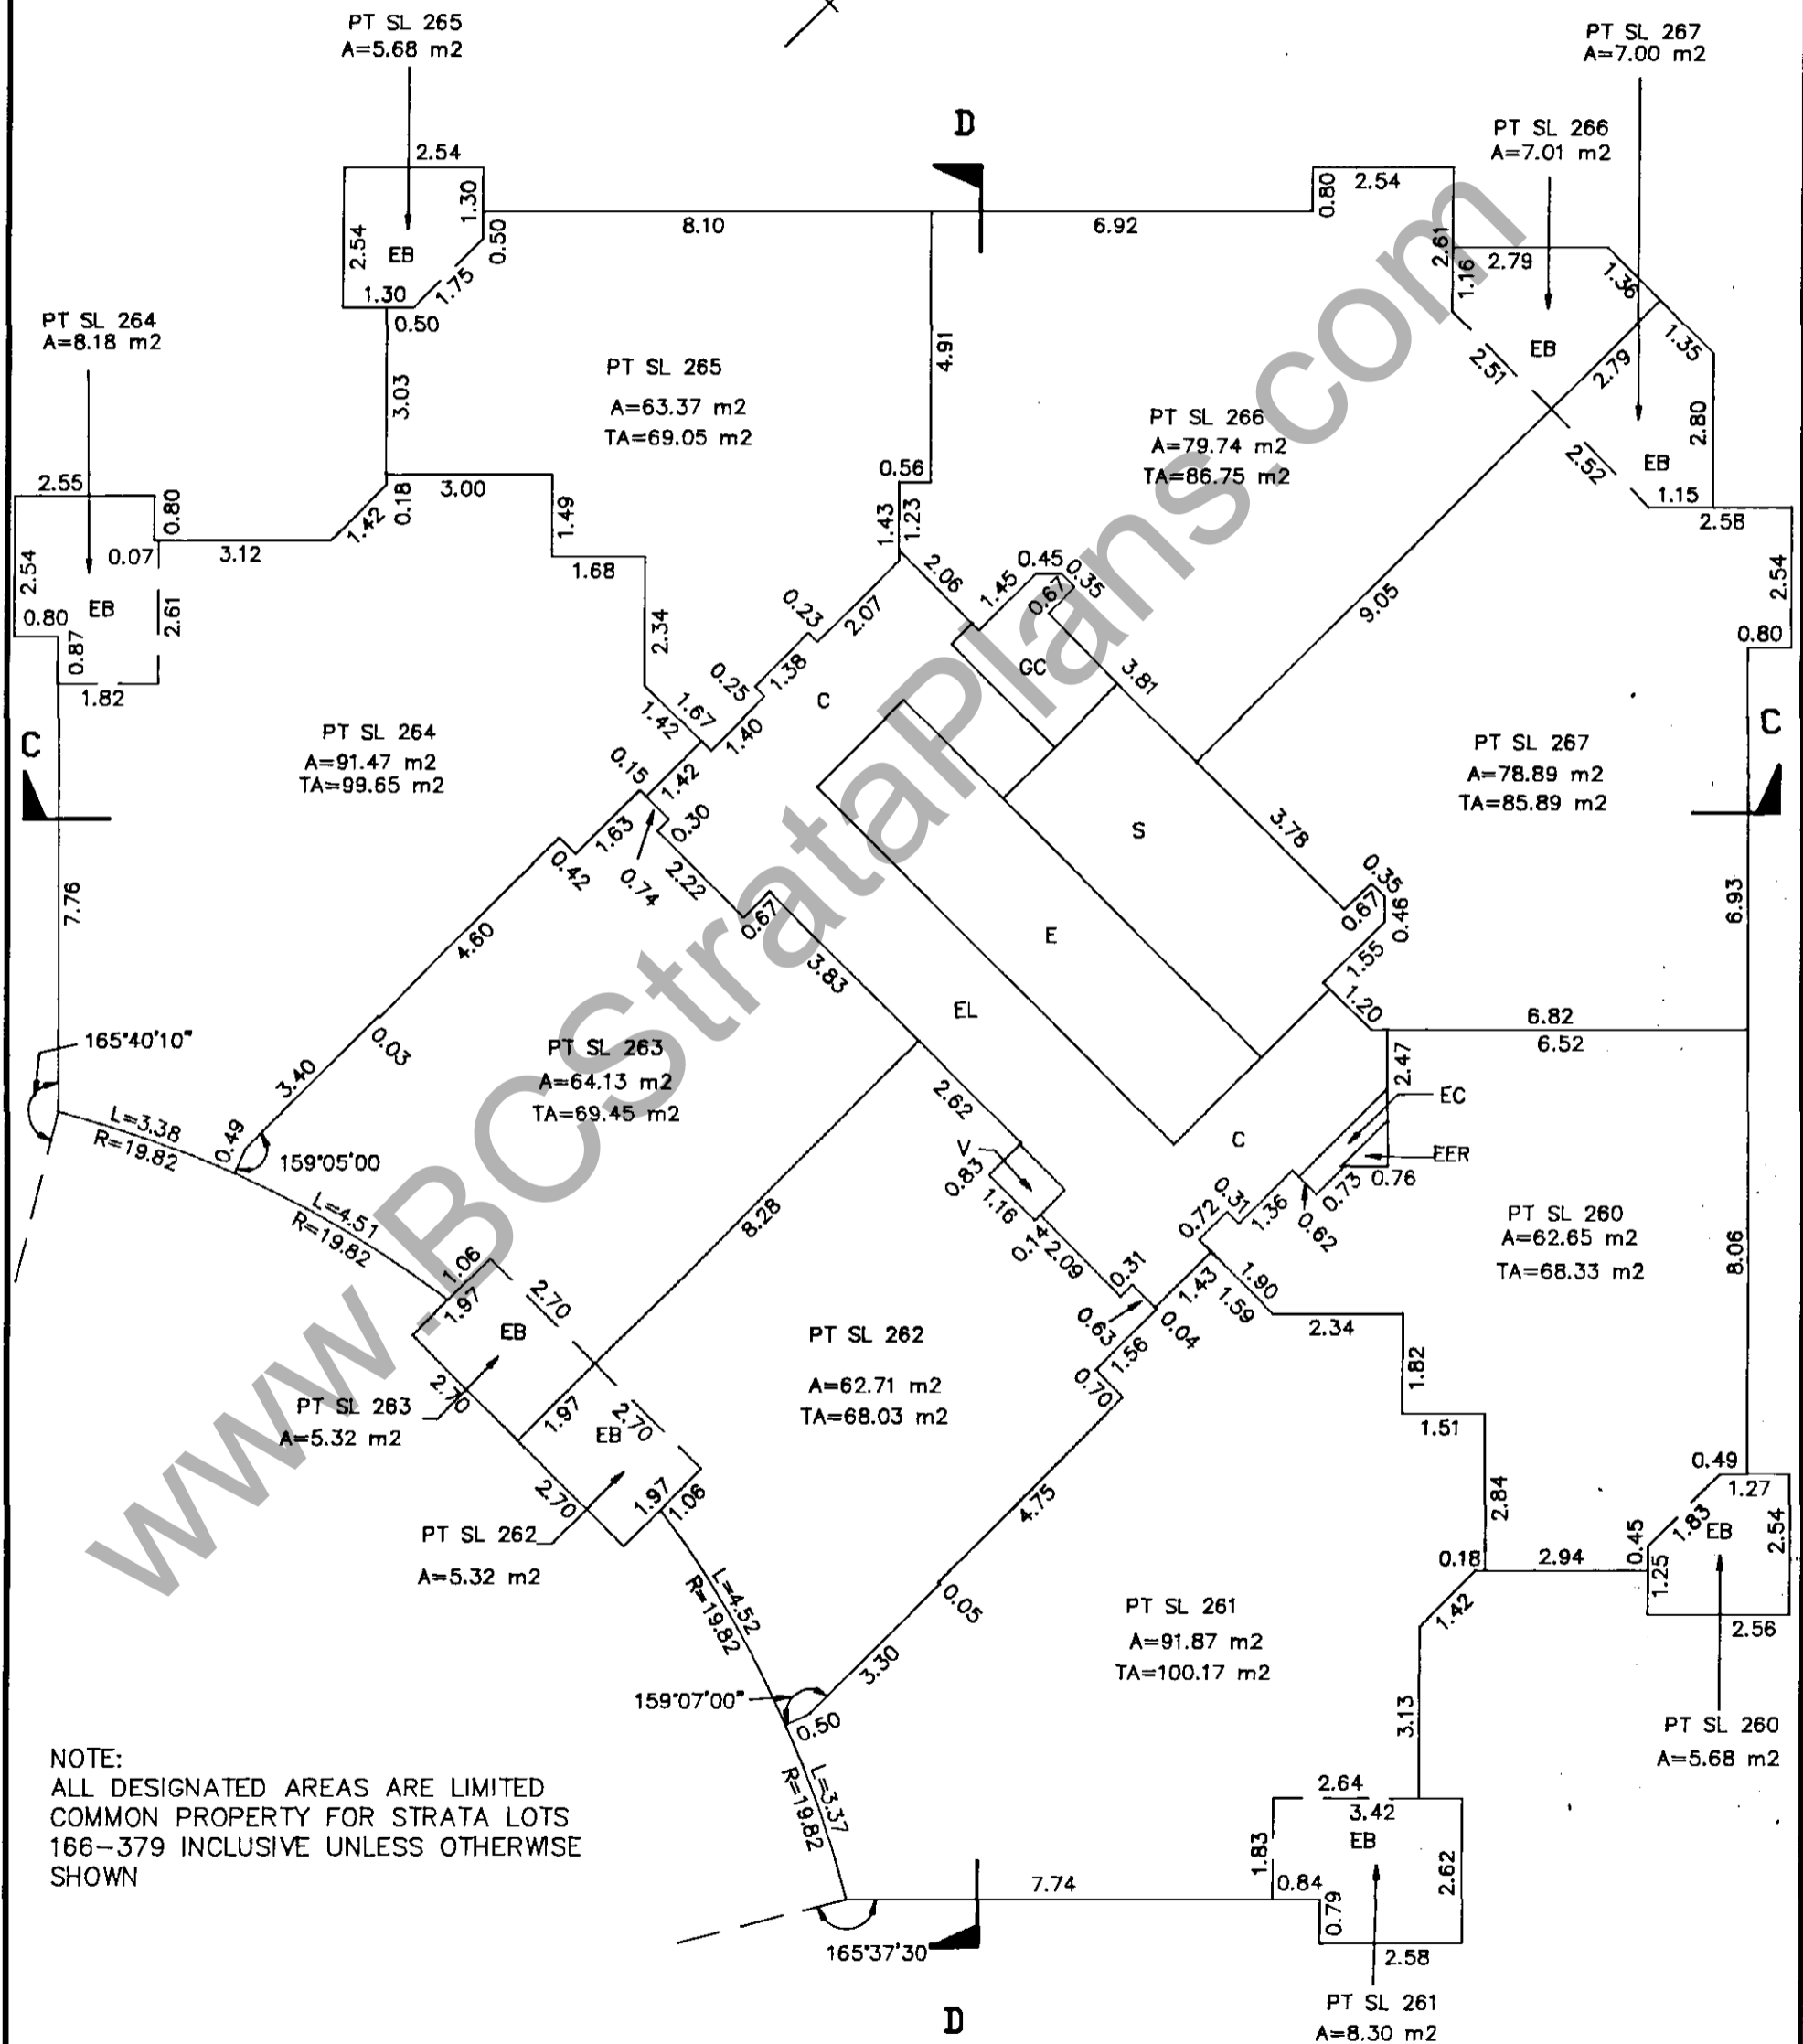 PT SL 265
A=5.68 m2
PT SL 267
A=7.00 m2
D
PT SL 266
A=7.01 m2
2.54
1.30
0.50
2.54
EB
1.30
1.75
0.50
8.10
6.92
0.80
2.54
2.61
1.16
2.79
1.36
1.35
EB
2.51
2.79
2.80
2.52
EB
1.15
2.58
2.54
0.80
PT SL 264
A=8.18 m2
3.03
PT SL 265
A=63.37 m2
TA=69.05 m2
4.91
PT SL 266
A=79.74 m2
TA=86.75 m2
2.55
0.80
0.07
2.54
0.80
EB
2.61
0.87
1.82
3.12
1.42
0.18
3.00
1.49
1.68
2.34
0.56
1.43
1.23
2.06
1.45
0.45
0.35
0.67
0.23
2.07
1.38
0.25
1.67
1.42
1.40
C
GC
3.81
9.05
C
PT SL 264
A=91.47 m2
TA=99.65 m2
0.15
1.42
1.63
0.30
0.42
0.74
2.22
0.67
3.83
S
E
EL
3.78
0.35
0.67
0.46
1.55
1.20
C
PT SL 267
A=78.89 m2
TA=85.89 m2
6.93
6.82
6.52
7.76
4.60
165°40'10"
0.03
3.40
PT SL 263
A=64.13 m2
TA=69.45 m2
L=3.38
R=19.82
0.49
159°05'00
L=4.51
R=19.82
2.62
V
0.83
1.16
0.14
2.09
0.31
0.63
0.04
1.56
0.70
2.47
EC
C
EER
0.76
0.73
0.31
0.72
1.36
0.62
1.43
1.90
1.59
2.34
PT SL 260
A=62.65 m2
TA=68.33 m2
8.06
8.28
1.06
1.97
2.70
EB
2.70
PT SL 263
A=5.32 m2
1.97
2.70
EB
2.70
1.97
1.06
PT SL 262
A=5.32 m2
PT SL 262
A=62.71 m2
TA=68.03 m2
1.82
1.51
2.84
0.49
1.27
0.45
1.83
EB
2.54
0.18
2.94
1.25
2.56
4.75
L=4.52
R=19.82
0.05
3.30
1.42
PT SL 261
A=91.87 m2
TA=100.17 m2
3.13
159°07'00"
0.50
PT SL 260
A=5.68 m2
L=3.37
R=19.82
2.64
3.42
EB
1.83
0.84
0.79
2.62
7.74
165°37'30
2.58
NOTE:
ALL DESIGNATED AREAS ARE LIMITED
COMMON PROPERTY FOR STRATA LOTS
166-379 INCLUSIVE UNLESS OTHERWISE
SHOWN
D
PT SL 261
A=8.30 m2
www.BCStrataPlans.com